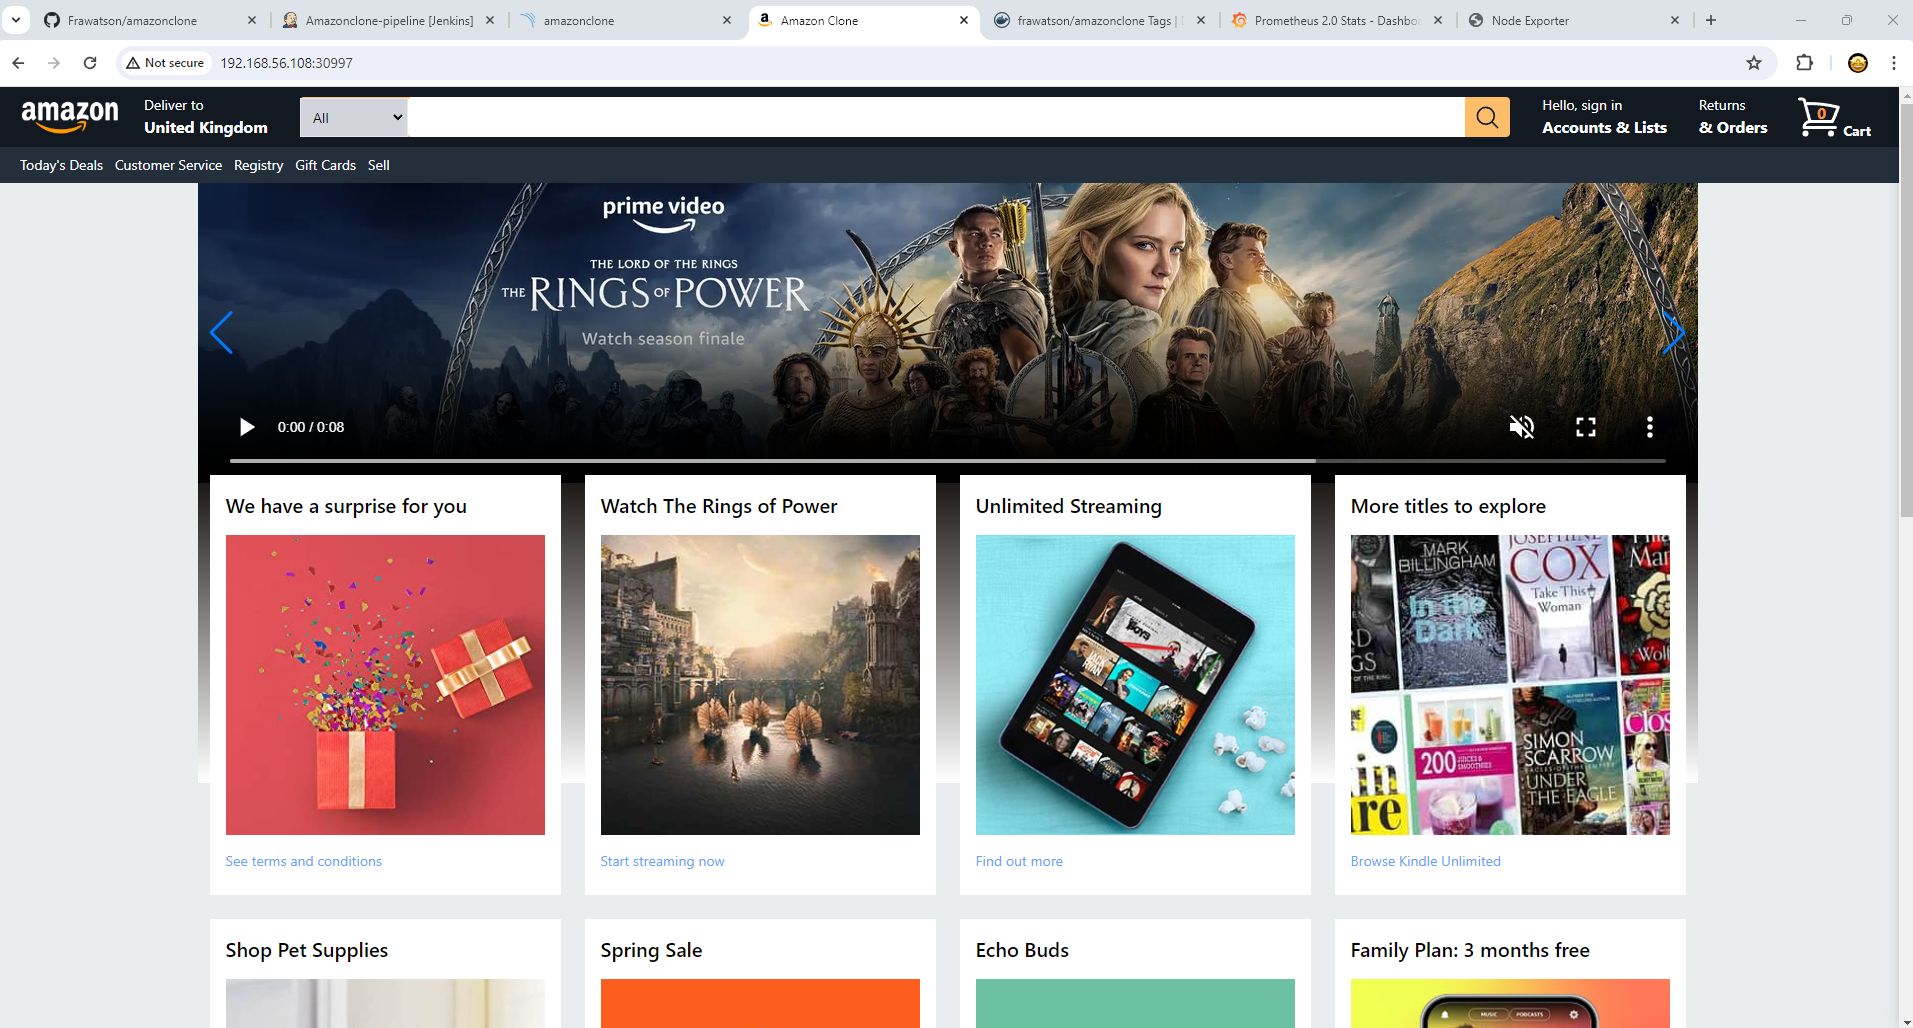 Frawatson/amazonclone
Amazonclone-pipeline [Jenkins]
amazonclone
Amazon Clone
frawatson/amazonclone Tags |
Prometheus 2.0 Stats - Dashbo
Node Exporter
Not secure
192.168.56.108:30997
amazon
Deliver to
United Kingdom
All
Hello, sign in
Accounts & Lists
Returns
& Orders
0
Cart
Today's Deals
Customer Service
Registry
Gift Cards
Sell
prime video
THE LORD OF THE RINGS
THE RINGS OF POWER
Watch season finale
0:00 / 0:08
We have a surprise for you
Watch The Rings of Power
Unlimited Streaming
More titles to explore
MARK
BILLINGHAM
In the
Dark
JOSEPHINE
COX
Take This
Woman
SIMON
SCARROW
UNDER
THE EAGLE
200
JUICES & SMOOTHIES
See terms and conditions
Start streaming now
Find out more
Browse Kindle Unlimited
Shop Pet Supplies
Spring Sale
Echo Buds
Family Plan: 3 months free
MUSIC
PODCASTS